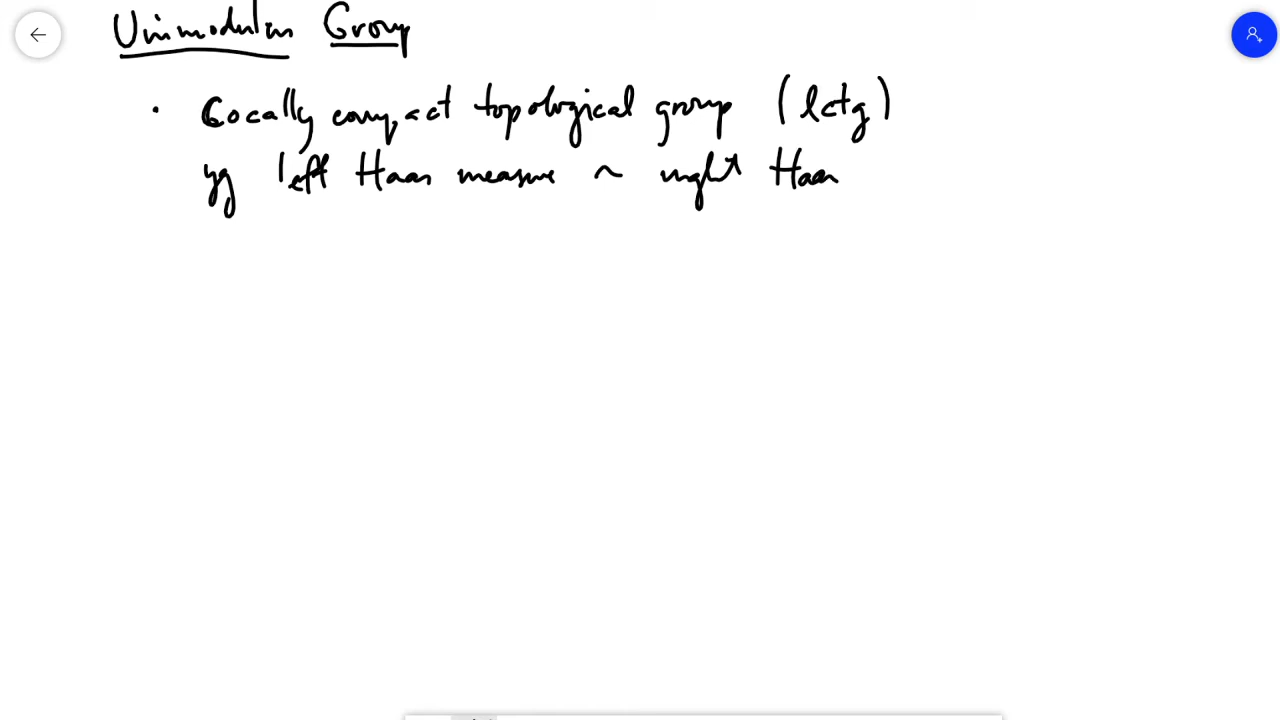 Unimodular Group
• Locally compact topological group (lctg)
left Haar measure ~ right Haar